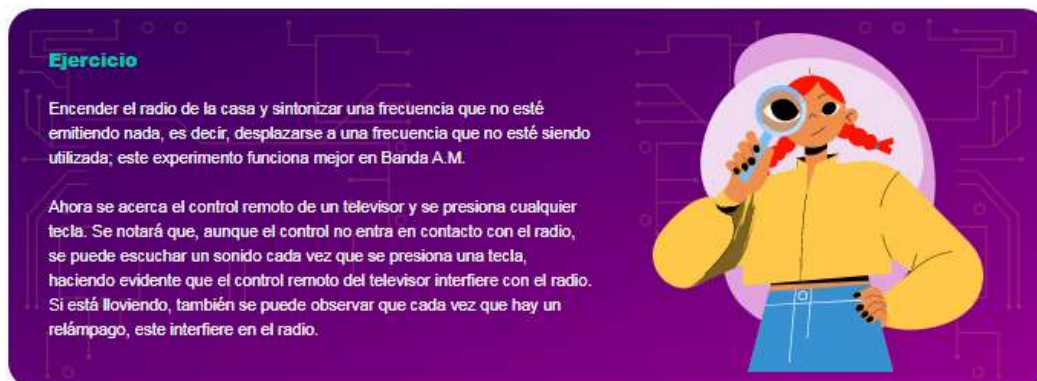 Ejercicio
Encender el radio de la casa y sintonizar una frecuencia que no esté
emitiendo nada, es decir, desplazarse a una frecuencia que no esté siendo
utilizada; este experimento funciona mejor en Banda A.M.
Ahora se acerca el control remoto de un televisor y se presiona cualquier
tecla. Se notará que, aunque el control no entra en contacto con el radio,
se puede escuchar un sonido cada vez que se presiona una tecla,
haciendo evidente que el control remoto del televisor interfiere con el radio.
Si está lloviendo, también se puede observar que cada vez que hay un
relámpago, este interfiere en el radio.